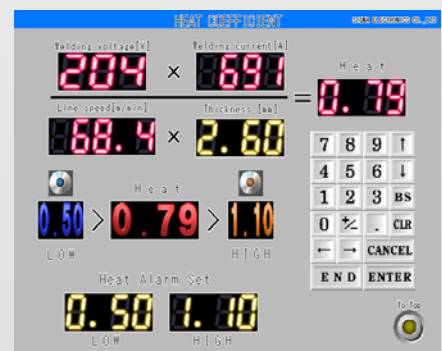 HEAT COEFFICIENT
Welding voltage[V] Welding current[A]
204 × 691
Heat
= 0.79
Line speed[m/min] Thickness [mm]
68.4 × 2.60
7 8 9 ↑
4 5 6 ↓
1 2 3 BS
0 +/- . CLR
← → CANCEL
END ENTER
Heat
0.50 > 0.79 > 1.10
LOW HIGH
Heat Alarm Set
0.50 1.10
LOW HIGH
To Top